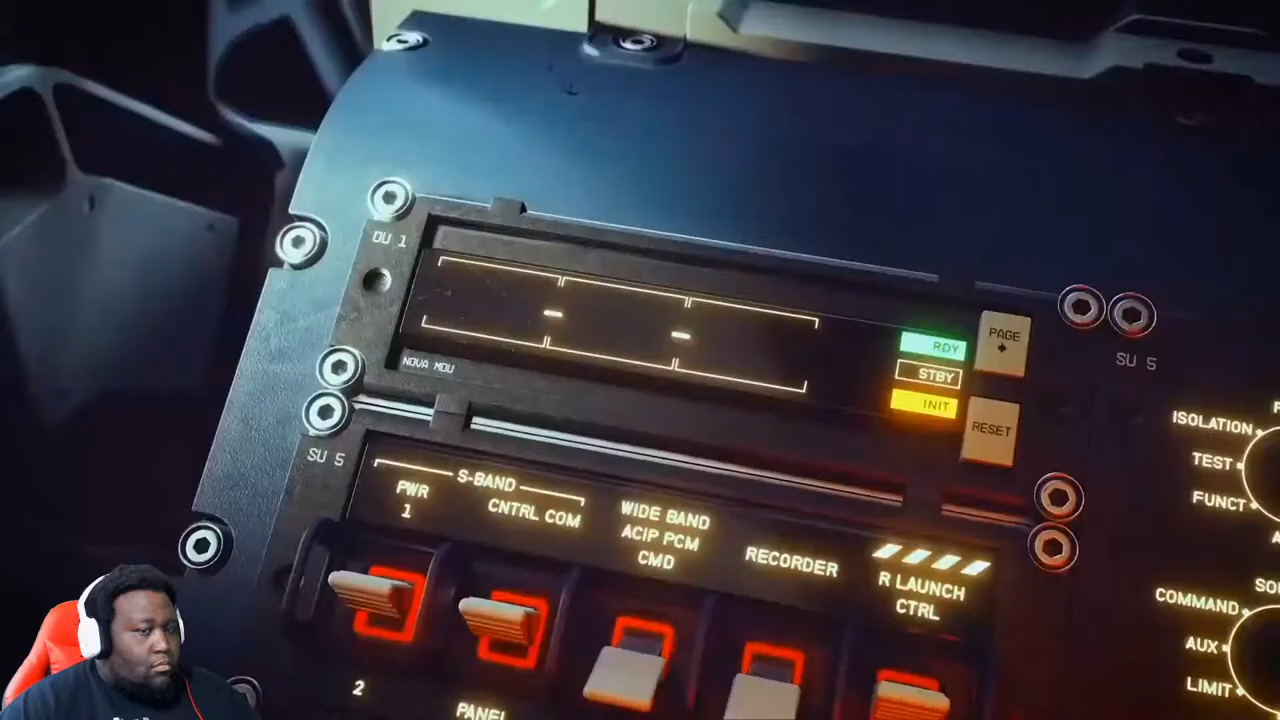 DU 1
PAGE
RDY
STBY
INIT
RESET
NOVA MDU
SU 5
SU 5
S-BAND
PWR
1
CNTRL COM
WIDE BAND
ACIP PCM
CMD
RECORDER
R LAUNCH
CTRL
2
PANEL
ISOLATION
TEST
FUNCT
COMMAND
AUX
LIMIT